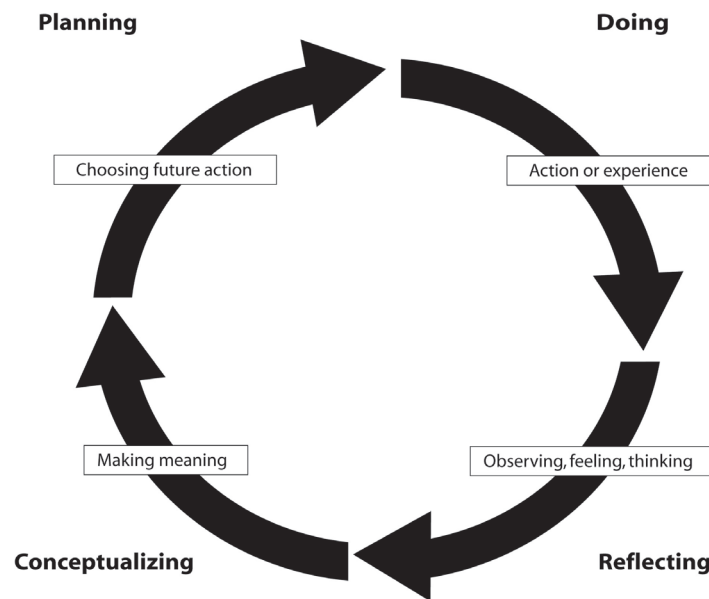 Planning
Doing
Choosing future action
Action or experience
Making meaning
Observing, feeling, thinking
Conceptualizing
Reflecting